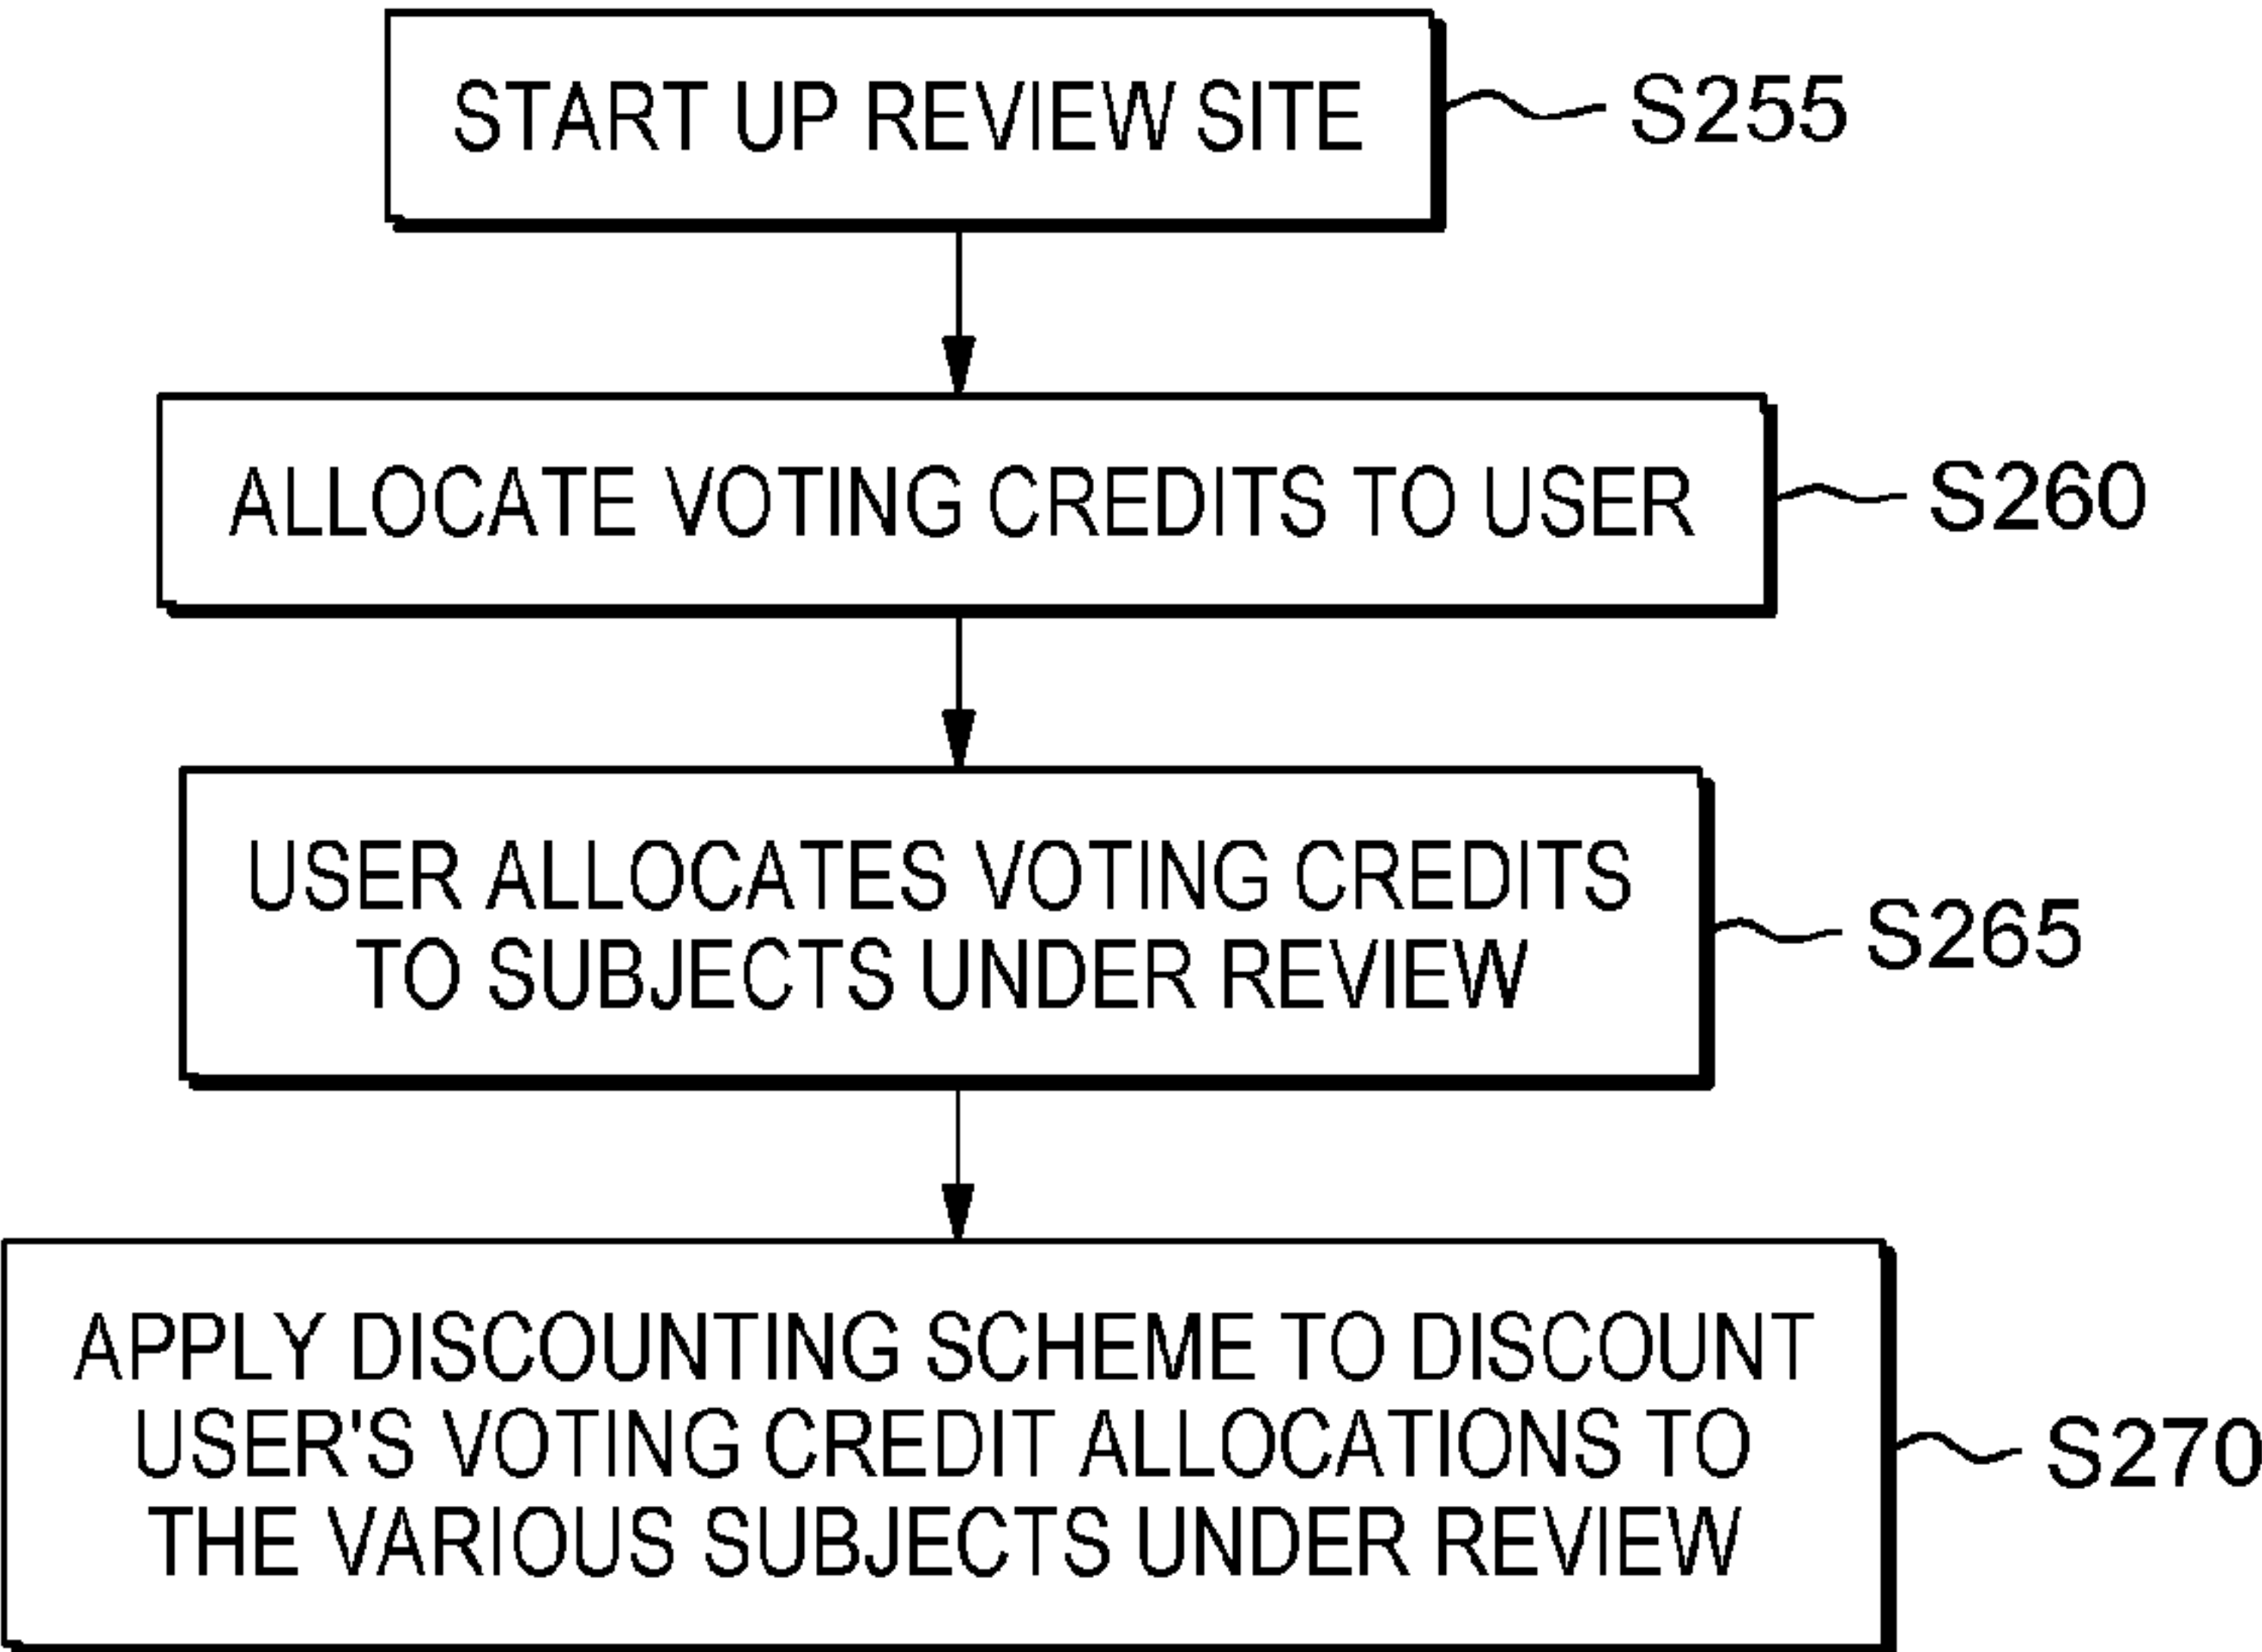 START UP REVIEW SITE
S255
ALLOCATE VOTING CREDITS TO USER
S260
USER ALLOCATES VOTING CREDITS
TO SUBJECTS UNDER REVIEW
S265
APPLY DISCOUNTING SCHEME TO DISCOUNT
USER'S VOTING CREDIT ALLOCATIONS TO
THE VARIOUS SUBJECTS UNDER REVIEW
S270